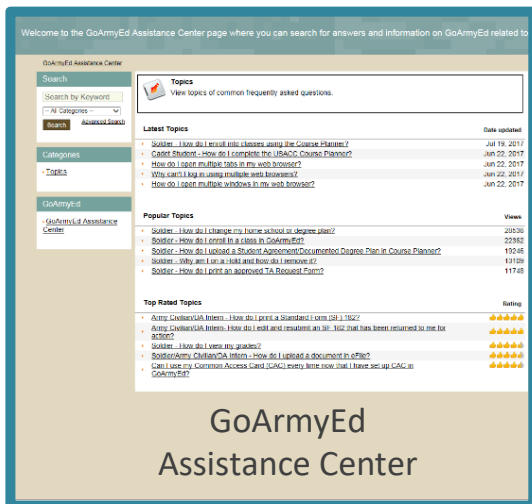 Welcome to the GoArmyEd Assistance Center page where you can search for answers and information on GoArmyEd related to
GoArmyEd Assistance Center
Search
Search by Keyword
-- All Categories --
Search
Advanced Search
Categories
Topics
GoArmyEd
GoArmyEd Assistance
Center
Topics
View topics of common frequently asked questions.
Latest Topics Date updated
Soldier - How do I enroll into classes using the Course Planner? Jul 19, 2017
Cadet Student - How do I complete the USACC Course Planner? Jun 22, 2017
How do I open multiple tabs in my web browser? Jun 22, 2017
Why can't I log in using multiple web browsers? Jun 22, 2017
How do I open multiple windows in my web browser? Jun 22, 2017
Popular Topics Views
Soldier - How do I change my home school or degree plan? 28536
Soldier - How do I enroll in a class in GoArmyEd? 22352
Soldier - How do I upload a Student Agreement/Documented Degree Plan in Course Planner? 19246
Soldier - Why am I on a Hold and how do I remove it? 13109
Soldier - How do I print an approved TA Request Form? 11748
Top Rated Topics Rating
Army Civilian/DA Intern - How do I print a Standard Form (SF) 182?
Army Civilian/DA Intern - How do I edit and resubmit an SF 182 that has been returned to me for
action?
Soldier - How do I view my grades?
Soldier/Army Civilian/DA Intern - How do I upload a document in eFile?
Can I use my Common Access Card (CAC) every time now that I have set up CAC in
GoArmyEd?
GoArmyEd
Assistance Center